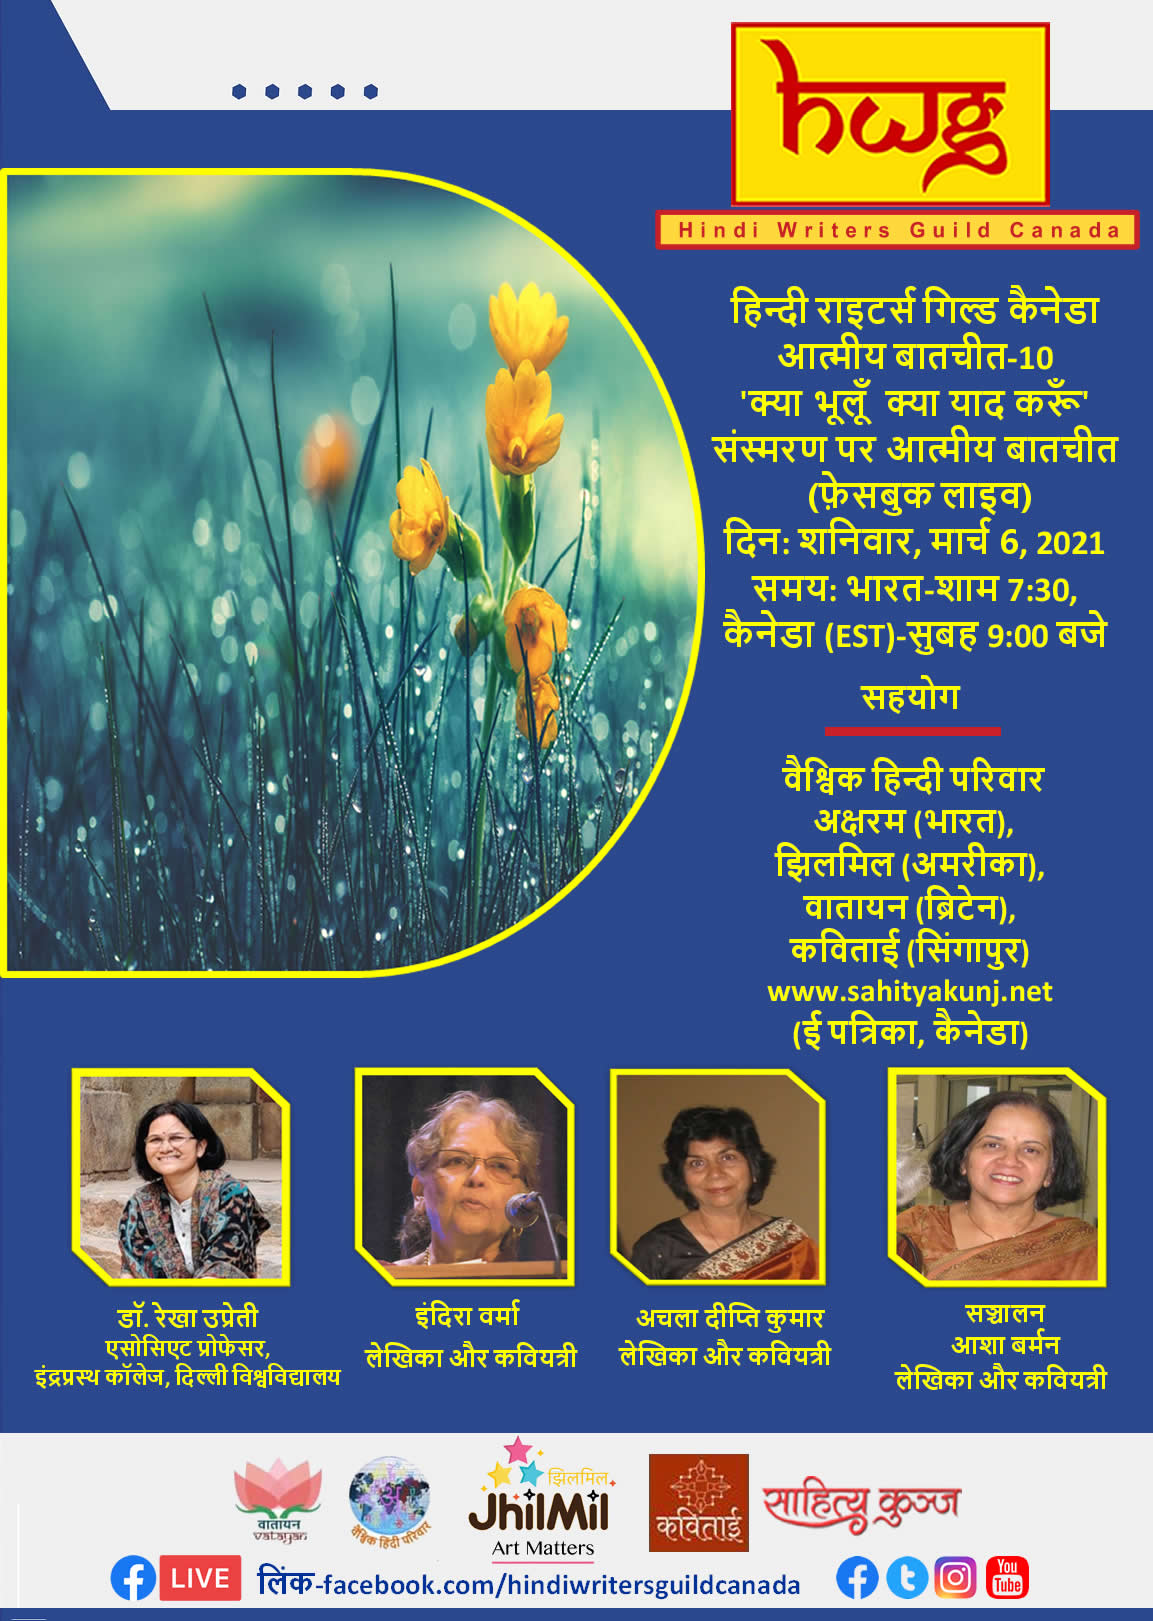 hwg
Hindi Writers Guild Canada
हिन्दी राइटर्स गिल्ड कैनेडा
आत्मीय बातचीत-10
'क्या भूलूँ क्या याद करूँ'
संस्मरण पर आत्मीय बातचीत
(फ़ेसबुक लाइव)
दिन: शनिवार, मार्च 6, 2021
समय: भारत-शाम 7:30,
कैनेडा (EST)-सुबह 9:00 बजे
सहयोग
वैश्विक हिन्दी परिवार
अक्षरम (भारत),
झिलमिल (अमरीका),
वातायन (ब्रिटेन),
कविताई (सिंगापुर)
www.sahityakunj.net
(ई पत्रिका, कैनेडा)
डॉ. रेखा उप्रेती
एसोसिएट प्रोफेसर,
इंद्रप्रस्थ कॉलेज, दिल्ली विश्वविद्यालय
इंदिरा वर्मा
लेखिका और कवियत्री
अचला दीप्ति कुमार
लेखिका और कवियत्री
सञ्चालन
आशा बर्मन
लेखिका और कवियत्री
वातायन
vatayan
वैश्विक हिंदी परिवार
झिलमिल
JhilMil
Art Matters
कविताई
साहित्य कुञ्ज
LIVE
लिंक-facebook.com/hindiwritersguildcanada
You
Tube